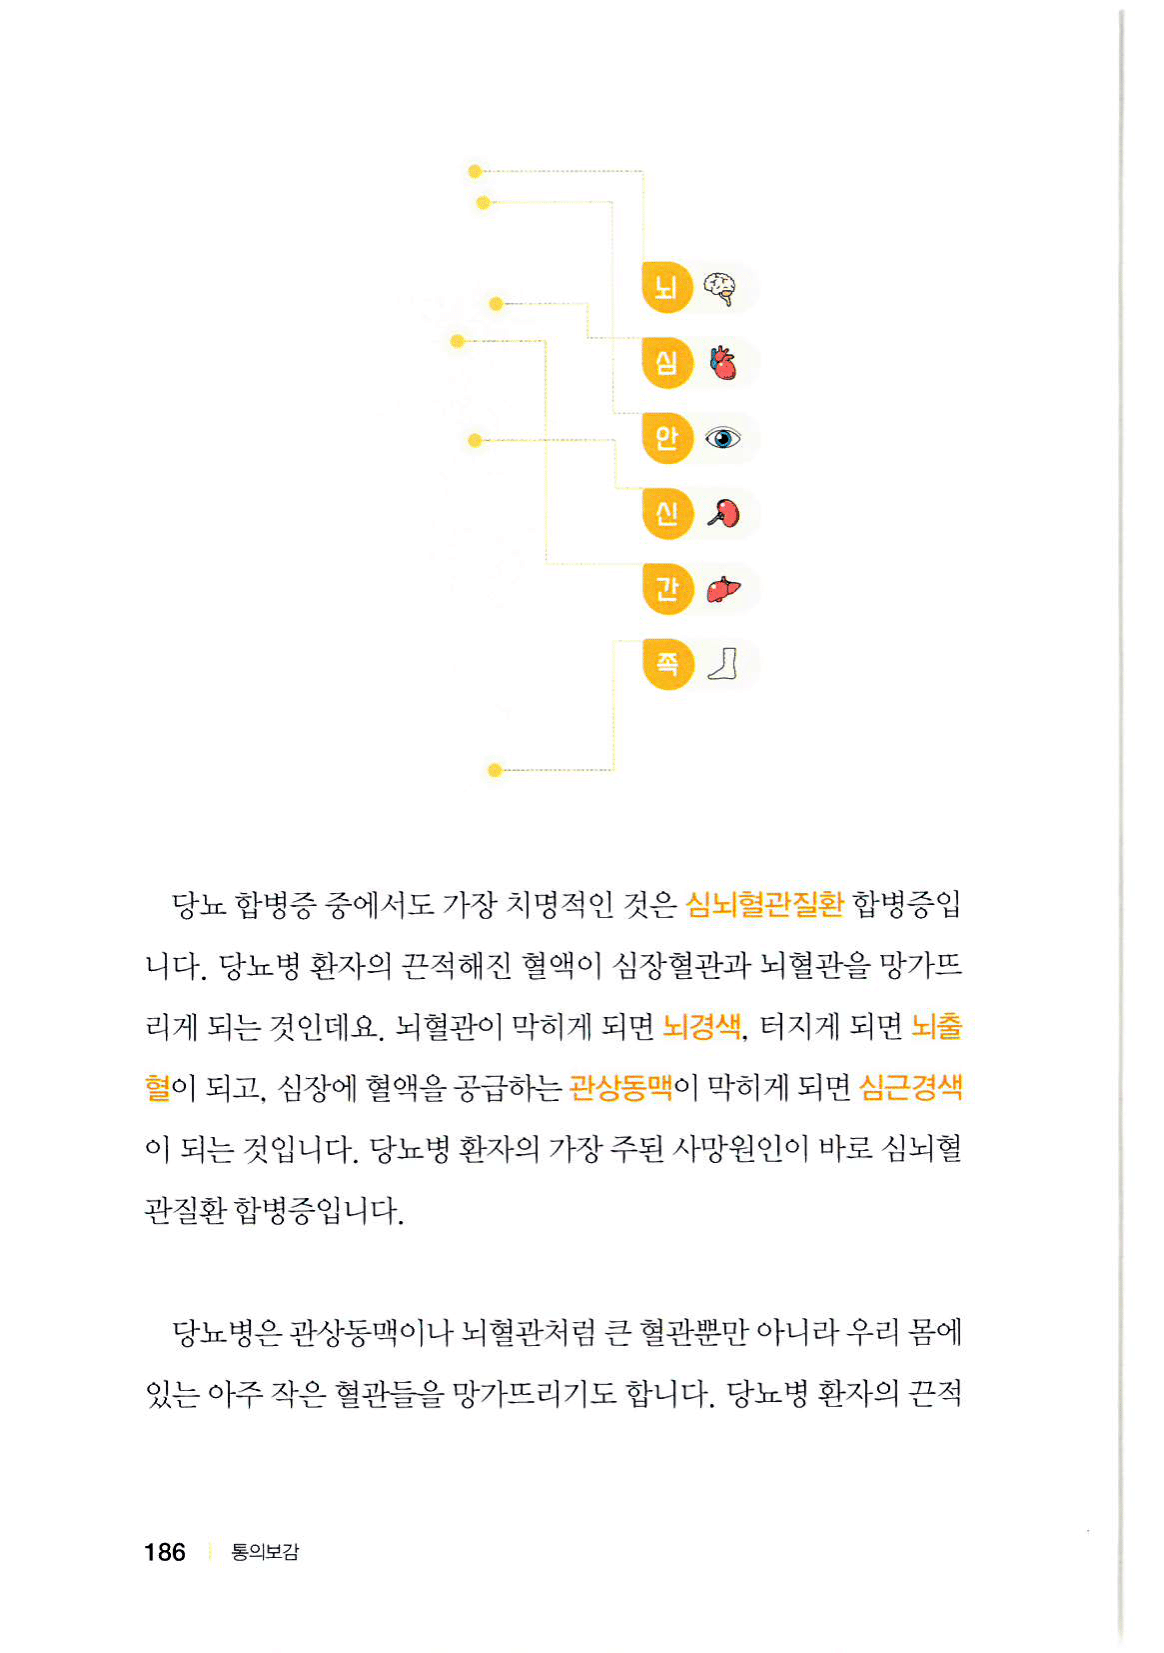 뇌
심
안
신
간
족
당뇨 합병증 중에서도 가장 치명적인 것은 심뇌혈관질환 합병증입
니다. 당뇨병 환자의 끈적해진 혈액이 심장혈관과 뇌혈관을 망가뜨
리게 되는 것인데요. 뇌혈관이 막히게 되면 뇌경색, 터지게 되면 뇌출
혈이 되고, 심장에 혈액을 공급하는 관상동맥이 막히게 되면 심근경색
이 되는 것입니다. 당뇨병 환자의 가장 주된 사망원인이 바로 심뇌혈
관질환 합병증입니다.
당뇨병은 관상동맥이나 뇌혈관처럼 큰 혈관뿐만 아니라 우리 몸에
있는 아주 작은 혈관들을 망가뜨리기도 합니다. 당뇨병 환자의 끈적
186 | 통의보감